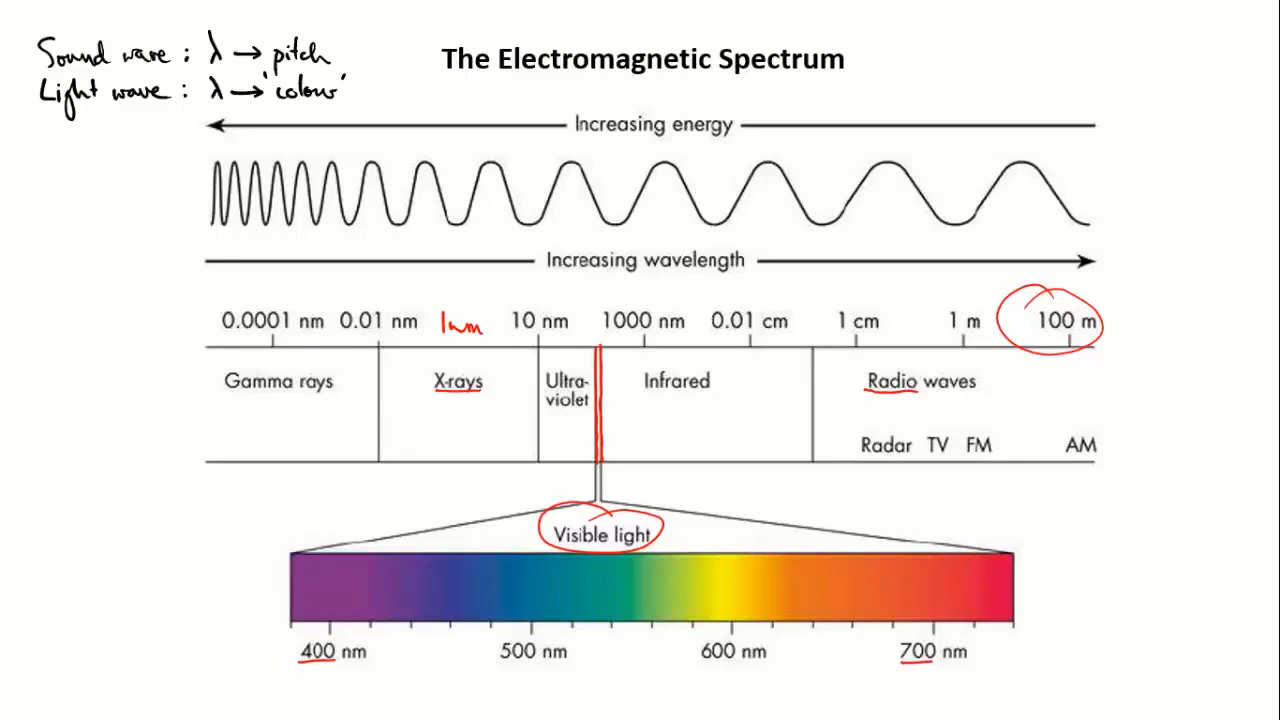 Sound wave : λ → pitch
The Electromagnetic Spectrum
Light wave : λ → 'colour'
Increasing energy
Increasing wavelength
0.0001 nm 0.01 nm 1nm 10 nm 1000 nm 0.01 cm 1 cm 1 m 100 m
Gamma rays X-rays Ultra- Infrared Radio waves
violet
Radar TV FM AM
Visible light
400 nm 500 nm 600 nm 700 nm